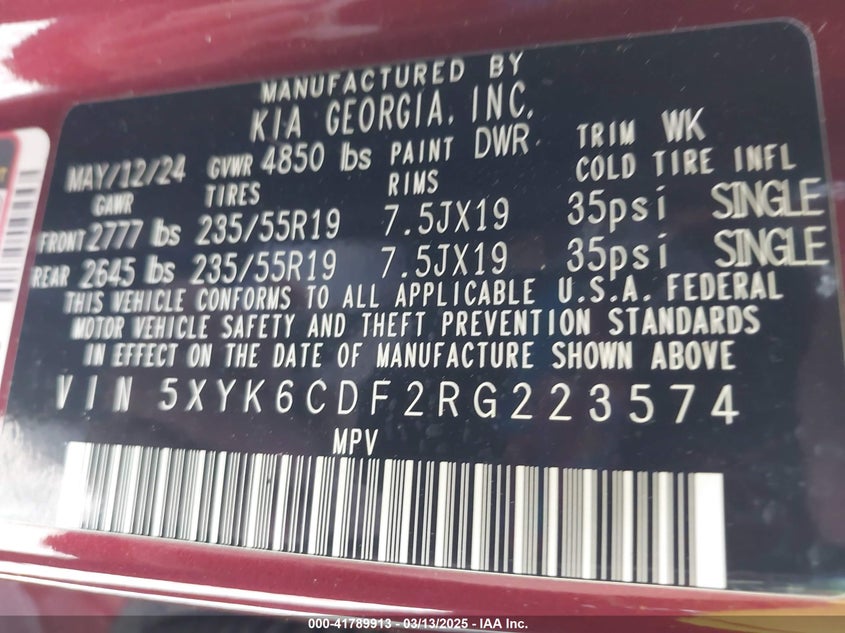 MANUFACTURED BY
KIA GEORGIA, INC.
MAY/12/24 GVWR 4850 lbs PAINT DWR TRIM WK
GAWR TIRES RIMS COLD TIRE INFL
FRONT 2777 lbs 235/55R19 7.5JX19 35psi SINGLE
REAR 2645 lbs 235/55R19 7.5JX19 35psi SINGLE
THIS VEHICLE CONFORMS TO ALL APPLICABLE U.S.A. FEDERAL
MOTOR VEHICLE SAFETY AND THEFT PREVENTION STANDARDS
IN EFFECT ON THE DATE OF MANUFACTURE SHOWN ABOVE
VIN 5XYK6CDF2RG223574
MPV
000-41789913 - 03/13/2025 - IAA Inc.